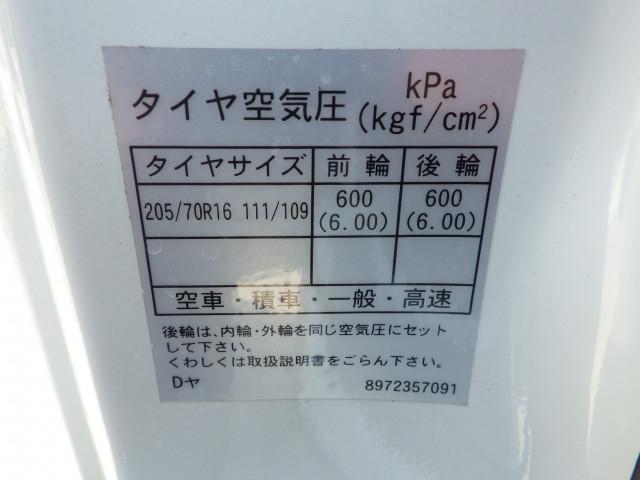 タイヤ空気圧 kPa
(kgf/cm²)
タイヤサイズ 前輪 後輪
205/70R16 111/109 600 600
(6.00) (6.00)
空車・積車・一般・高速
後輪は、内輪・外輪を同じ空気圧にセット
して下さい。
くわしくは取扱説明書をごらん下さい。
Dヤ 8972357091